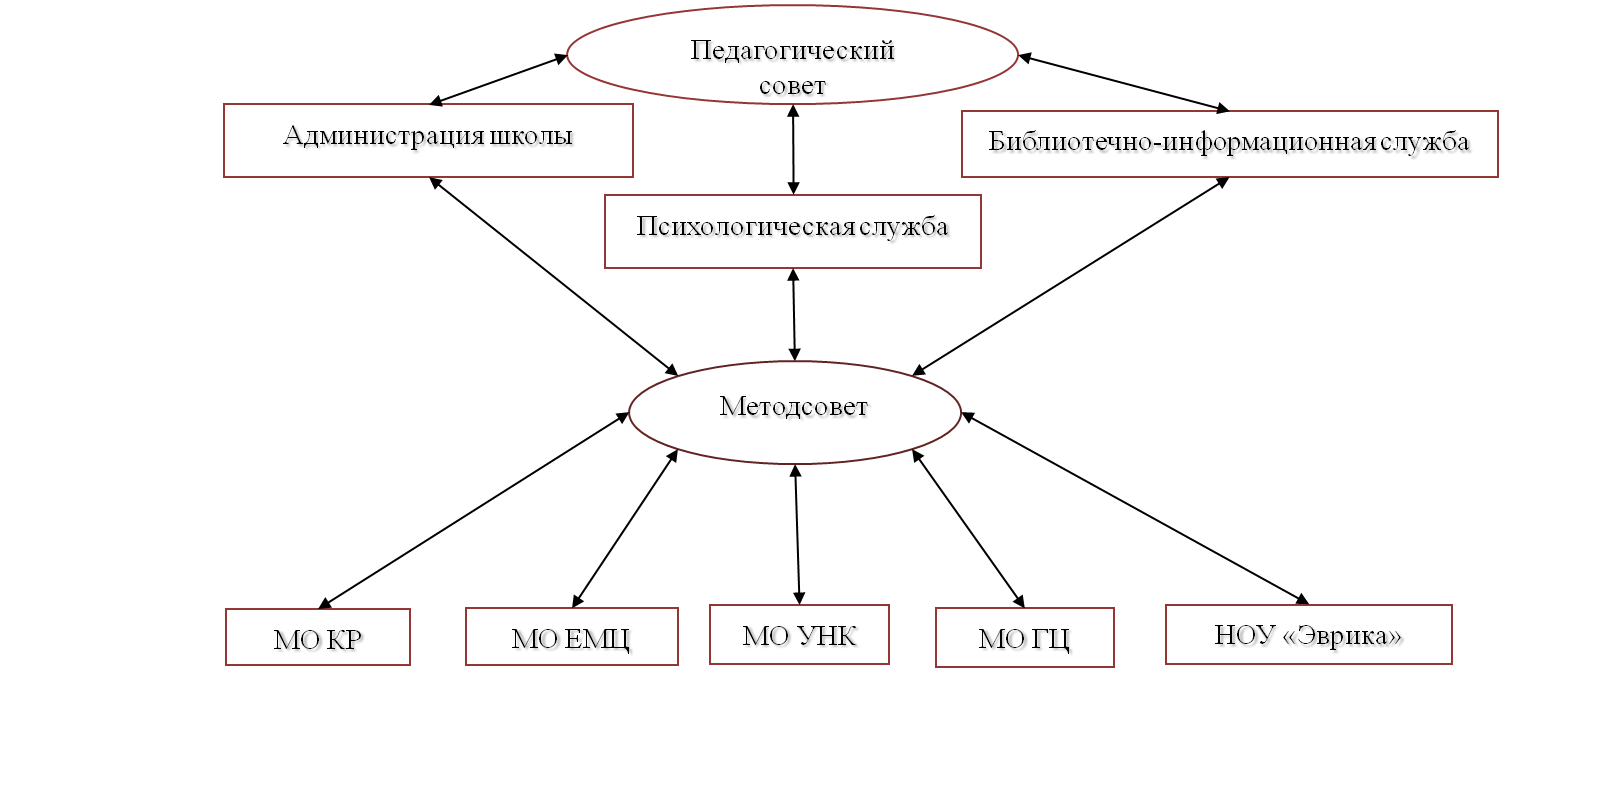 Педагогический
совет
Администрация школы
Библиотечно-информационная служба
Психологическая служба
Методсовет
МО КР
МО ЕМЦ
МО УНК
МО ГЦ
НОУ «Эврика»